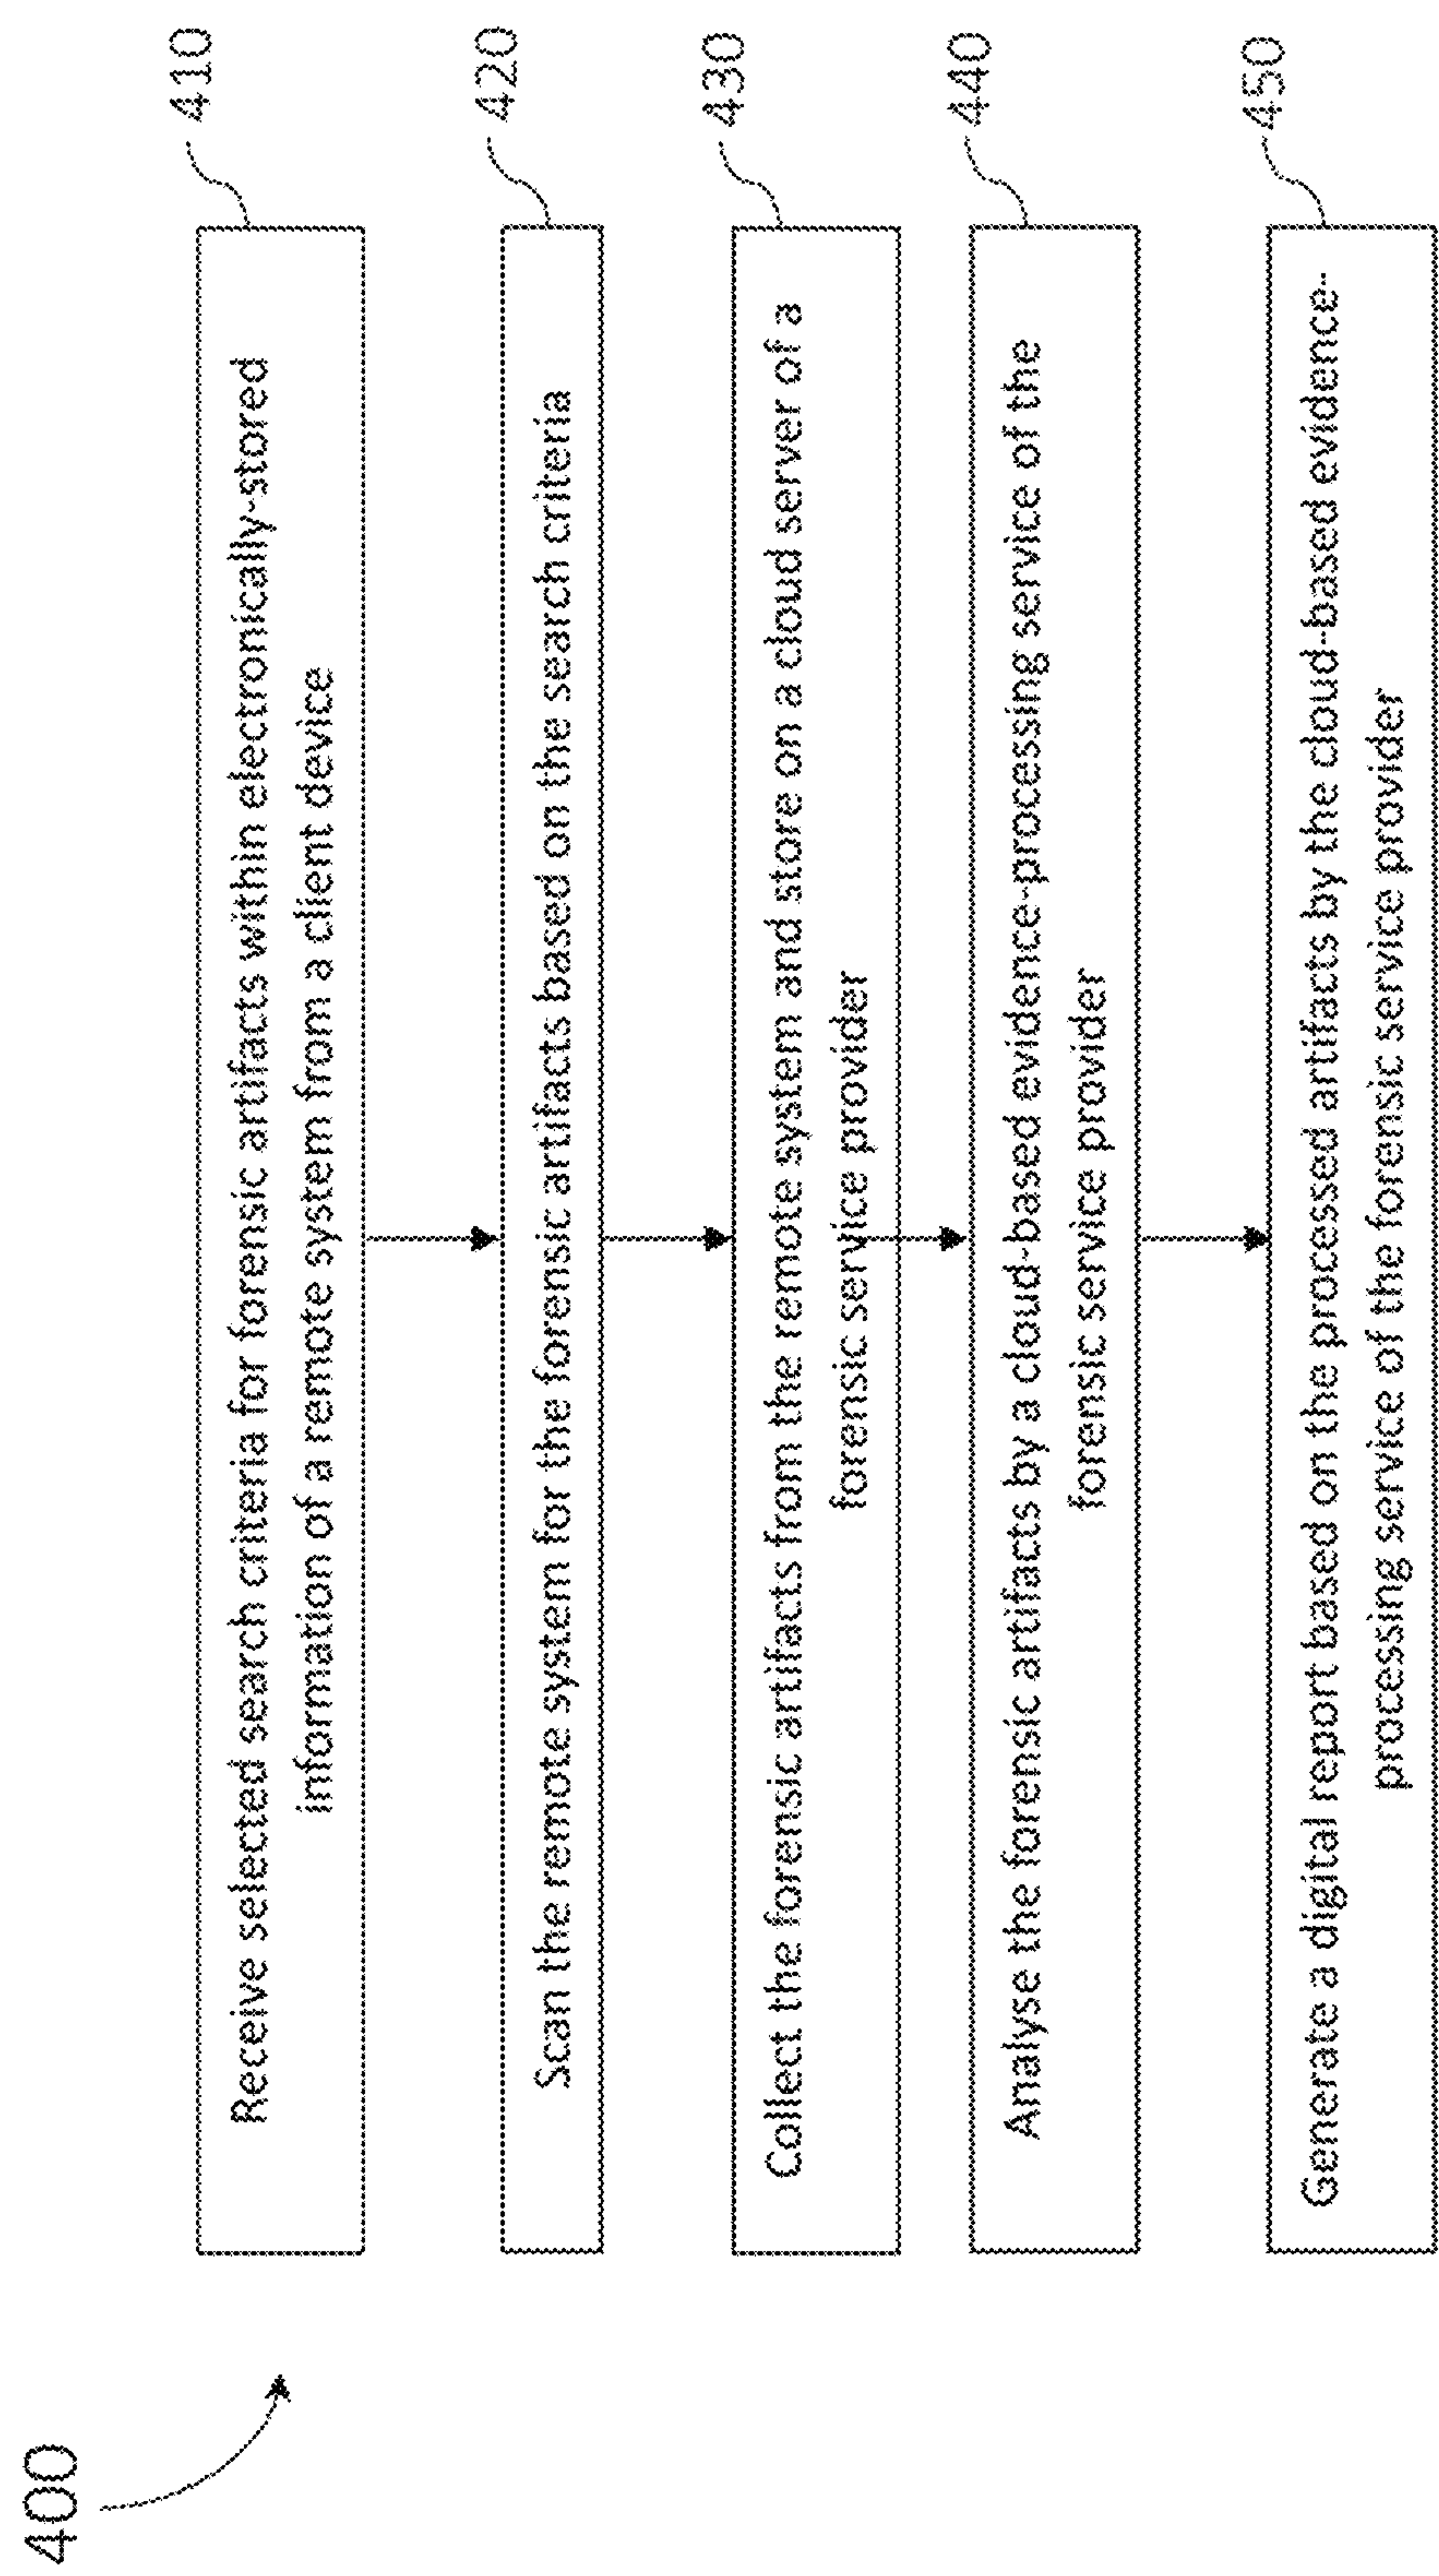 400
Receive selected search criteria for forensic artifacts within electronically-stored
information of a remote system from a client device
410
Scan the remote system for the forensic artifacts based on the search criteria
420
Collect the forensic artifacts from the remote system and store on a cloud server of a
forensic service provider
430
Analyse the forensic artifacts by a cloud-based evidence-processing service of the
forensic service provider
440
Generate a digital report based on the processed artifacts by the cloud-based evidence-
processing service of the forensic service provider
450